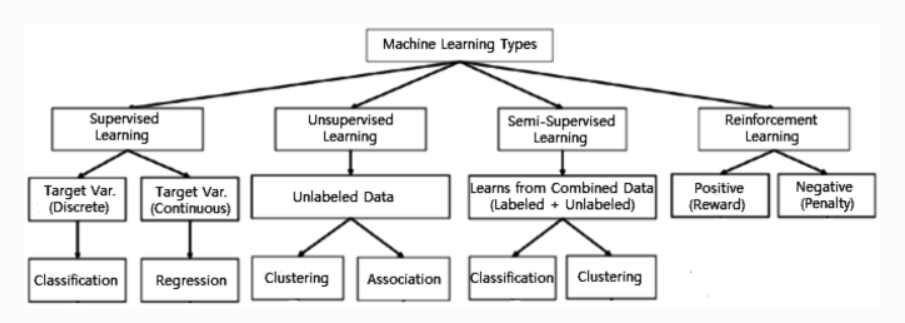 Machine Learning Types
Supervised
Learning
Unsupervised
Learning
Semi-Supervised
Learning
Reinforcement
Learning
Target Var.
(Discrete)
Target Var.
(Continuous)
Unlabeled Data
Learns from Combined Data
(Labeled + Unlabeled)
Positive
(Reward)
Negative
(Penalty)
Classification
Regression
Clustering
Association
Classification
Clustering